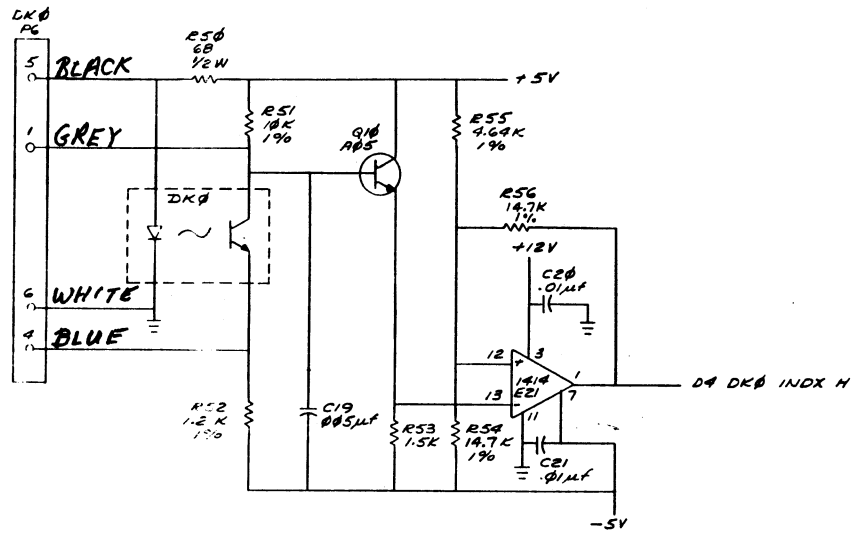 DKØ
P6
5 BLACK
R5Ø
68
1/2W
+5V
1 GREY
R51
1ØK
1%
Q1Ø
AØ5
R55
4.64K
1%
DKØ
R56
14.7K
1%
+12V
C2Ø
.Ø1µf
6 WHITE
4 BLUE
12 + 3
1414
E21
1
7
13 -
11
D4 DKØ INDX H
R52
1.2K
1%
C19
ØØ5µf
R53
1.5K
R54
14.7K
1%
C21
.Ø1µf
-5V